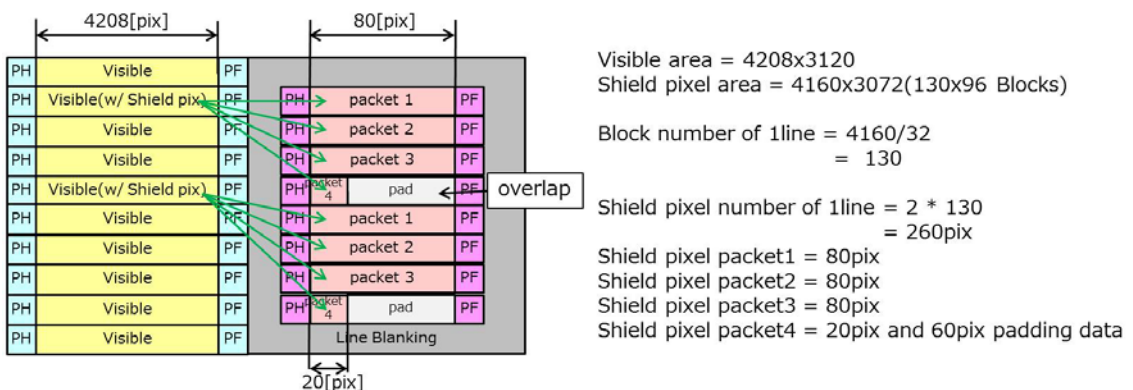 4208[pix] 80[pix]
PH Visible PF
PH Visible(w/ Shield pix) PF PH packet 1 PF
PH Visible PF PH packet 2 PF
PH Visible PF PH packet 3 PF
PH Visible(w/ Shield pix) PF PH packet 4 pad PF overlap
PH Visible PF PH packet 1 PF
PH Visible PF PH packet 2 PF
PH Visible PF PH packet 3 PF
PH Visible PF PH packet 4 pad PF
PH Visible PF Line Blanking
20[pix]
Visible area = 4208x3120
Shield pixel area = 4160x3072(130x96 Blocks)
Block number of 1line = 4160/32
= 130
Shield pixel number of 1line = 2 * 130
= 260pix
Shield pixel packet1 = 80pix
Shield pixel packet2 = 80pix
Shield pixel packet3 = 80pix
Shield pixel packet4 = 20pix and 60pix padding data